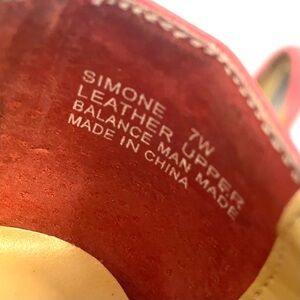 SIMONE 7W
LEATHER UPPER
BALANCE MAN MADE
MADE IN CHINA